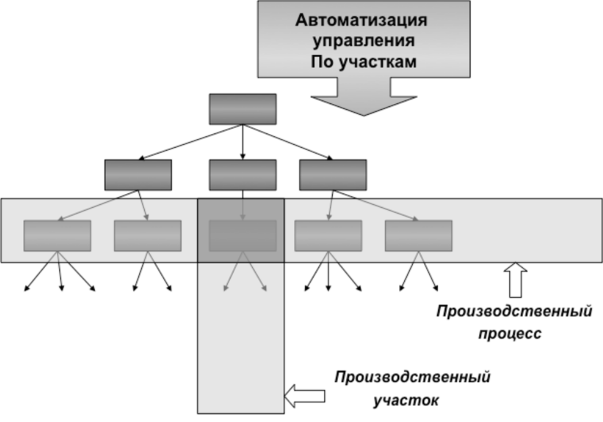 Автоматизация
управления
По участкам
Производственный
процесс
Производственный
участок